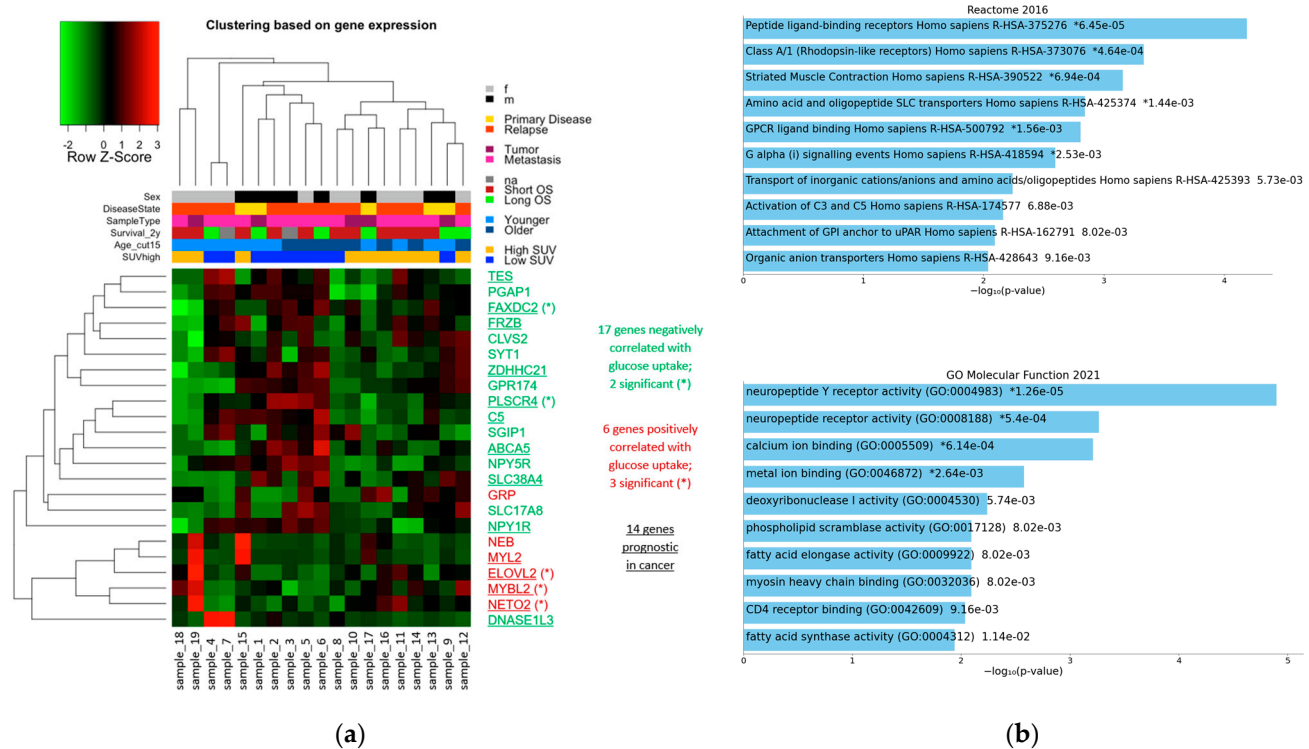 Clustering based on gene expression
-2 0 1 2 3
Row Z-Score
f
m
Primary Disease
Relapse
Tumor
Metastasis
na
Short OS
Long OS
Younger
Older
High SUV
Low SUV
Sex
DiseaseState
SampleType
Survival_2y
Age_cut15
SUVhigh
TES
PGAP1
FAXDC2 (*)
FRZB
CLVS2
SYT1
ZDHHC21
GPR174
PLSCR4 (*)
C5
SGIP1
ABCA5
NPY5R
SLC38A4
GRP
SLC17A8
NPY1R
NEB
MYL2
ELOVL2 (*)
MYBL2 (*)
NETO2 (*)
DNASE1L3
17 genes negatively
correlated with
glucose uptake;
2 significant (*)
6 genes positively
correlated with
glucose uptake;
3 significant (*)
14 genes
prognostic
in cancer
sample_18
sample_19
sample_4
sample_7
sample_15
sample_1
sample_2
sample_3
sample_5
sample_6
sample_8
sample_10
sample_17
sample_16
sample_11
sample_14
sample_13
sample_9
sample_12
(a)
Reactome 2016
Peptide ligand-binding receptors Homo sapiens R-HSA-375276 *6.45e-05
Class A/1 (Rhodopsin-like receptors) Homo sapiens R-HSA-373076 *4.64e-04
Striated Muscle Contraction Homo sapiens R-HSA-390522 *6.94e-04
Amino acid and oligopeptide SLC transporters Homo sapiens R-HSA-425374 *1.44e-03
GPCR ligand binding Homo sapiens R-HSA-500792 *1.56e-03
G alpha (i) signalling events Homo sapiens R-HSA-418594 *2.53e-03
Transport of inorganic cations/anions and amino acids/oligopeptides Homo sapiens R-HSA-425393 5.73e-03
Activation of C3 and C5 Homo sapiens R-HSA-174577 6.88e-03
Attachment of GPI anchor to uPAR Homo sapiens R-HSA-162791 8.02e-03
Organic anion transporters Homo sapiens R-HSA-428643 9.16e-03
0 1 2 3 4
−log₁₀(p-value)
GO Molecular Function 2021
neuropeptide Y receptor activity (GO:0004983) *1.26e-05
neuropeptide receptor activity (GO:0008188) *5.4e-04
calcium ion binding (GO:0005509) *6.14e-04
metal ion binding (GO:0046872) *2.64e-03
deoxyribonuclease I activity (GO:0004530) 5.74e-03
phospholipid scramblase activity (GO:0017128) 8.02e-03
fatty acid elongase activity (GO:0009922) 8.02e-03
myosin heavy chain binding (GO:0032036) 8.02e-03
CD4 receptor binding (GO:0042609) 9.16e-03
fatty acid synthase activity (GO:0004312) 1.14e-02
0 1 2 3 4 5
−log₁₀(p-value)
(b)